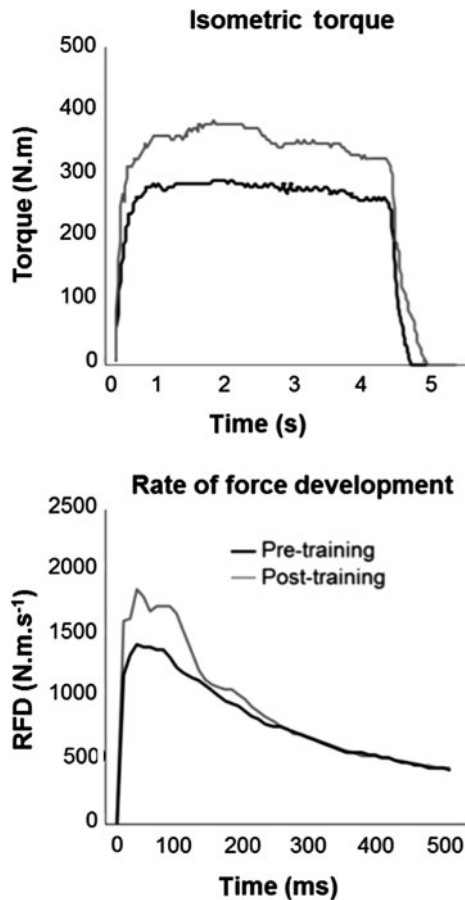 Isometric torque
500
400
300
200
100
0
Torque (N.m)
0 1 2 3 4 5
Time (s)
Rate of force development
2500
2000
1500
1000
500
0
RFD (N.m.s-1)
Pre-training
Post-training
0 100 200 300 400 500
Time (ms)